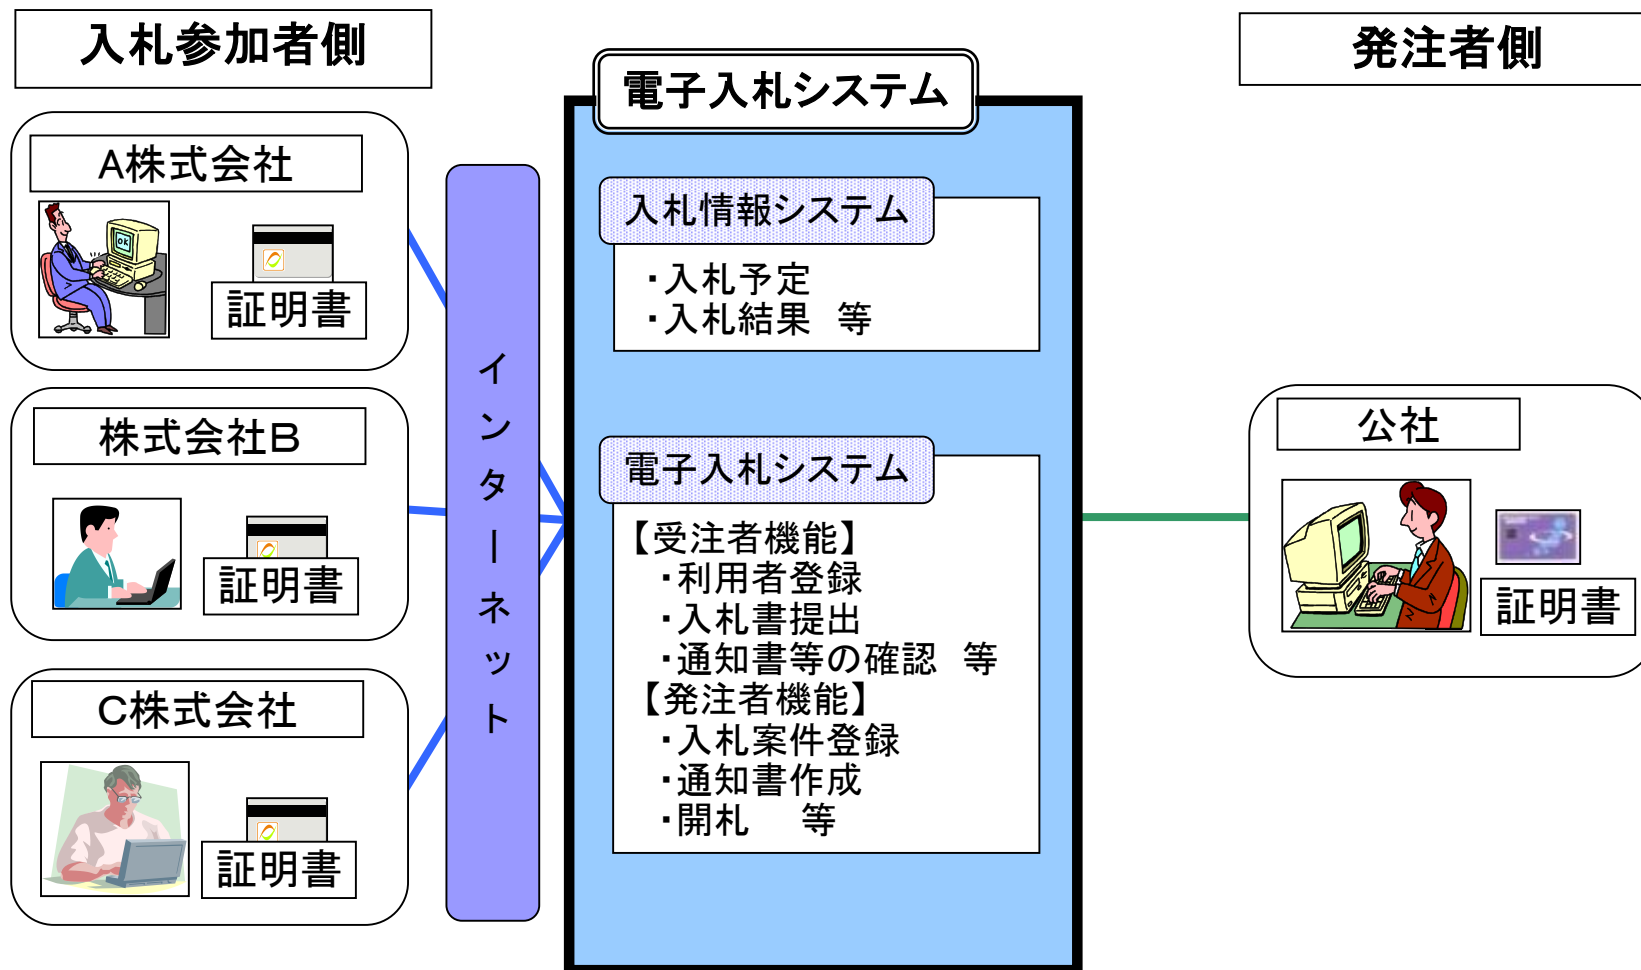 入札参加者側
A株式会社
証明書
株式会社B
証明書
C株式会社
証明書
インターネット
電子入札システム
入札情報システム
・入札予定
・入札結果　等
電子入札システム
【受注者機能】
・利用者登録
・入札書提出
・通知書等の確認　等
【発注者機能】
・入札案件登録
・通知書作成
・開札　等
発注者側
公社
証明書
OK